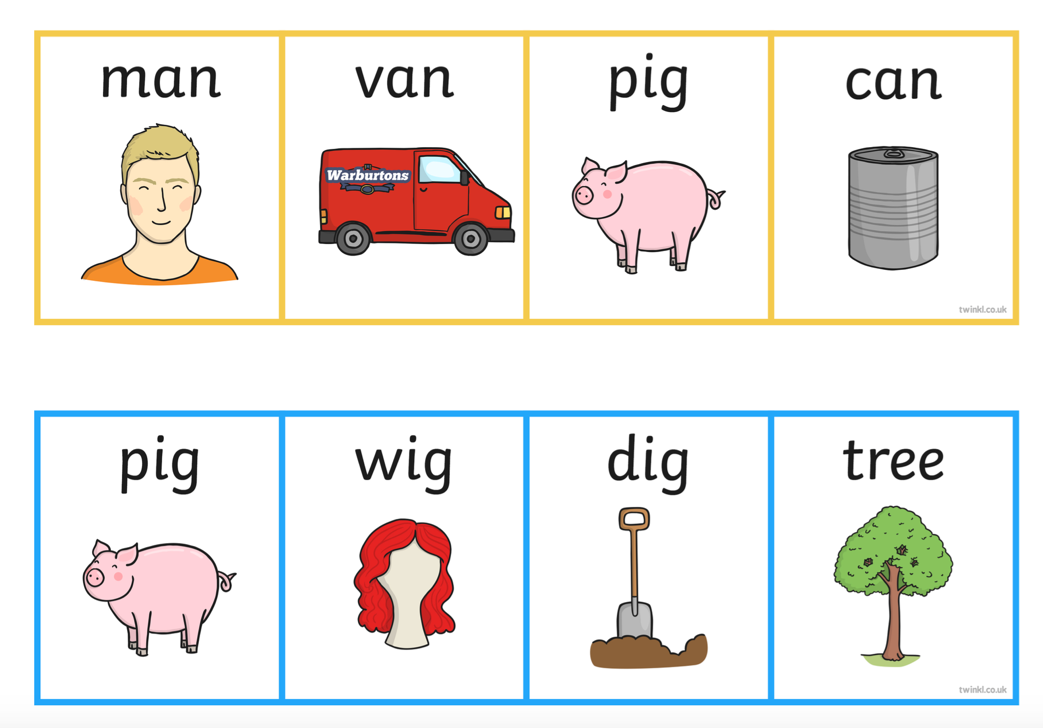 man
van
pig
can
Warburtons
twinkl.co.uk
pig
wig
dig
tree
twinkl.co.uk